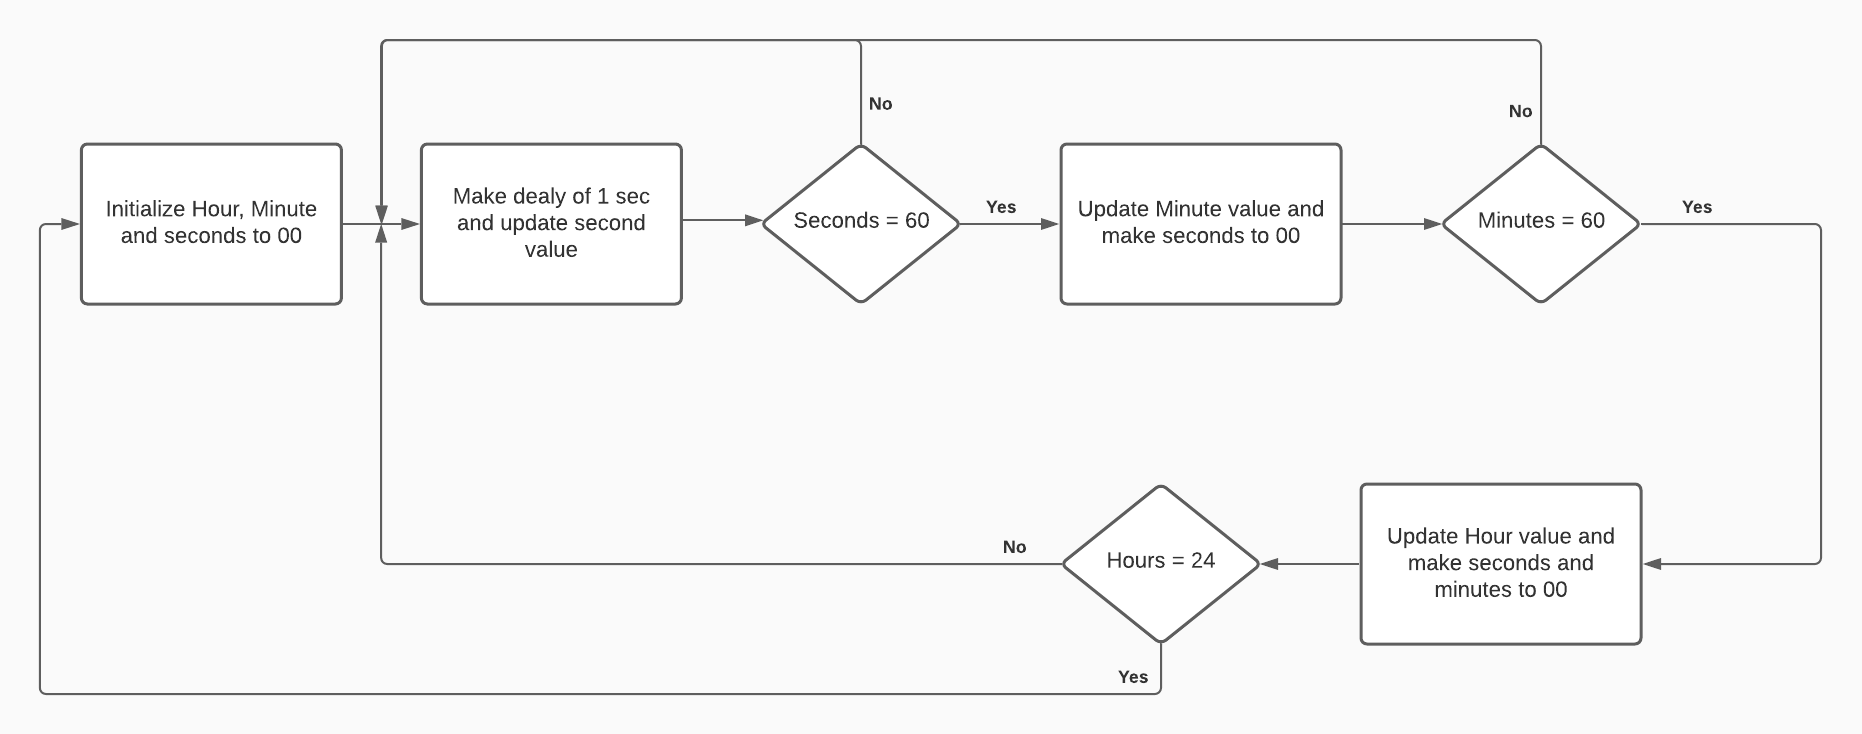 No
No
Initialize Hour, Minute
and seconds to 00
Make dealy of 1 sec
and update second
value
Seconds = 60
Yes
Update Minute value and
make seconds to 00
Minutes = 60
Yes
Update Hour value and
make seconds and
minutes to 00
Hours = 24
No
Yes